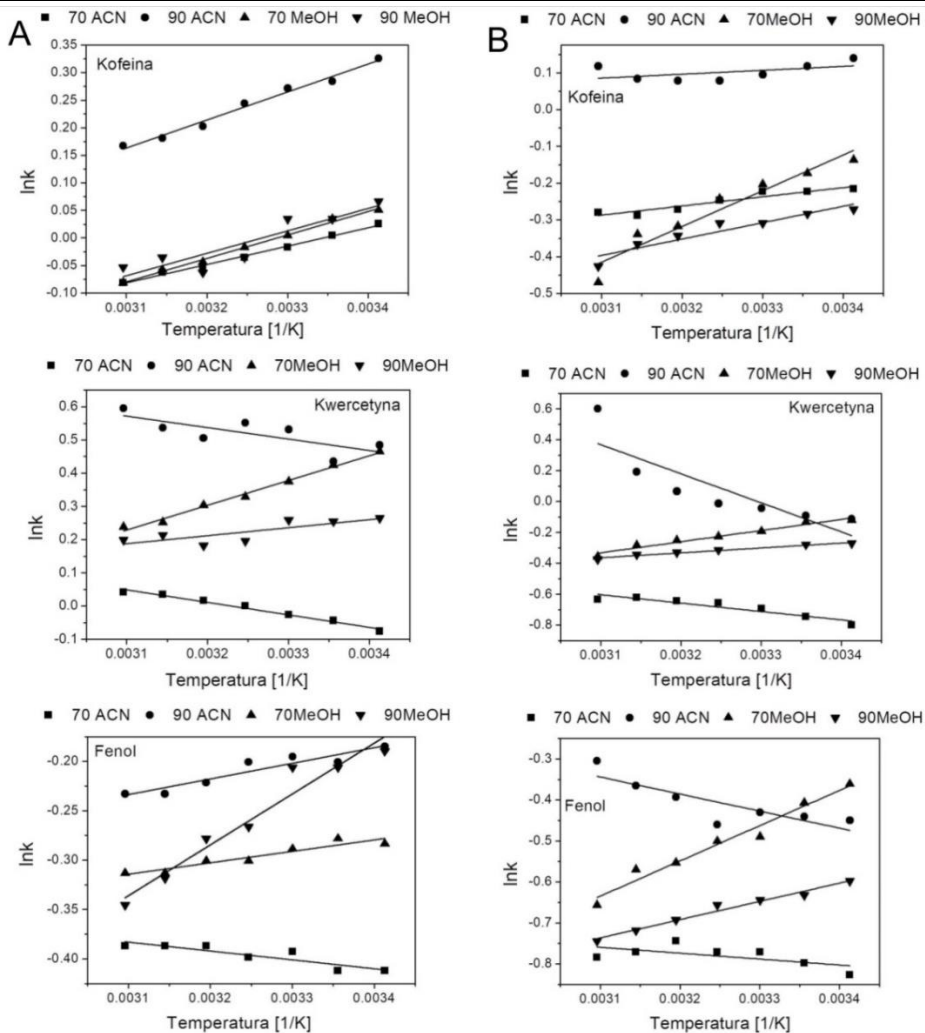 A
■ 70 ACN ● 90 ACN ▲ 70 MeOH ▼ 90 MeOH
Kofeina
lnk
0.35
0.30
0.25
0.20
0.15
0.10
0.05
0.00
-0.05
-0.10
0.0031 0.0032 0.0033 0.0034
Temperatura [1/K]
B
■ 70 ACN ● 90 ACN ▲ 70MeOH ▼ 90MeOH
Kofeina
lnk
0.2
0.1
0.0
-0.1
-0.2
-0.3
-0.4
-0.5
0.0031 0.0032 0.0033 0.0034
Temperatura [1/K]
■ 70 ACN ● 90 ACN ▲ 70MeOH ▼ 90MeOH
Kwercetyna
lnk
0.6
0.5
0.4
0.3
0.2
0.1
0.0
-0.1
0.0031 0.0032 0.0033 0.0034
Temperatura [1/K]
■ 70 ACN ● 90 ACN ▲ 70MeOH ▼ 90MeOH
Kwercetyna
lnk
0.6
0.4
0.2
0.0
-0.2
-0.4
-0.6
-0.8
0.0031 0.0032 0.0033 0.0034
Temperatura [1/K]
■ 70 ACN ● 90 ACN ▲ 70MeOH ▼ 90MeOH
Fenol
lnk
-0.20
-0.25
-0.30
-0.35
-0.40
0.0031 0.0032 0.0033 0.0034
Temperatura [1/K]
■ 70 ACN ● 90 ACN ▲ 70MeOH ▼ 90MeOH
Fenol
lnk
-0.3
-0.4
-0.5
-0.6
-0.7
-0.8
0.0031 0.0032 0.0033 0.0034
Temperatura [1/K]